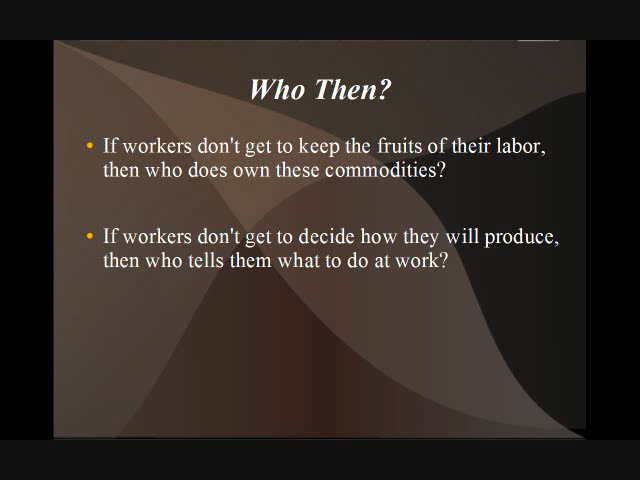 Who Then?
• If workers don't get to keep the fruits of their labor,
then who does own these commodities?
• If workers don't get to decide how they will produce,
then who tells them what to do at work?